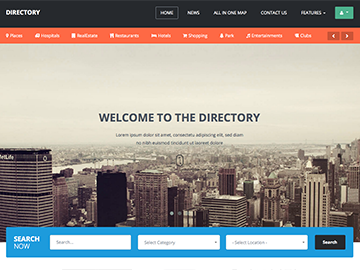 DIRECTORY
HOME NEWS ALL IN ONE MAP CONTACT US FEATURES
Places Hospitals RealEstate Restaurants Hotels Shopping Park Entertainments Clubs
WELCOME TO THE DIRECTORY
Lorem ipsum dolor sit amet, consectetur adipiscing elit, sed diam
nibh euismod tincidunt ut laoreet dolore
MetLife
SEARCH
NOW
Search... Select Category -Select Location- Search